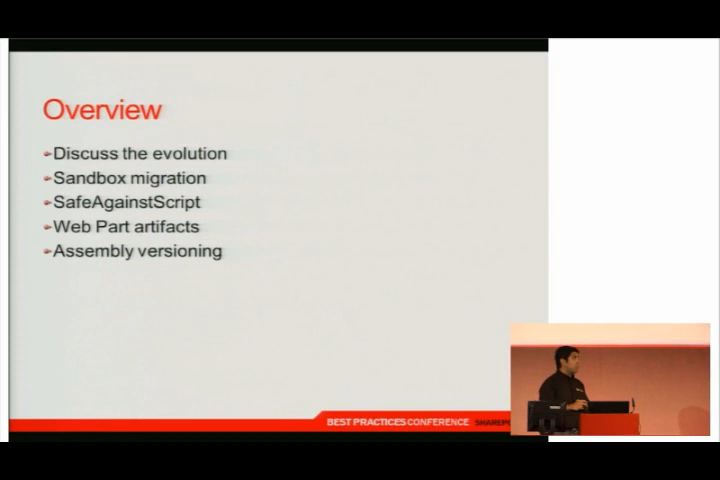 Overview
Discuss the evolution
Sandbox migration
SafeAgainstScript
Web Part artifacts
Assembly versioning
BEST PRACTICES CONFERENCE